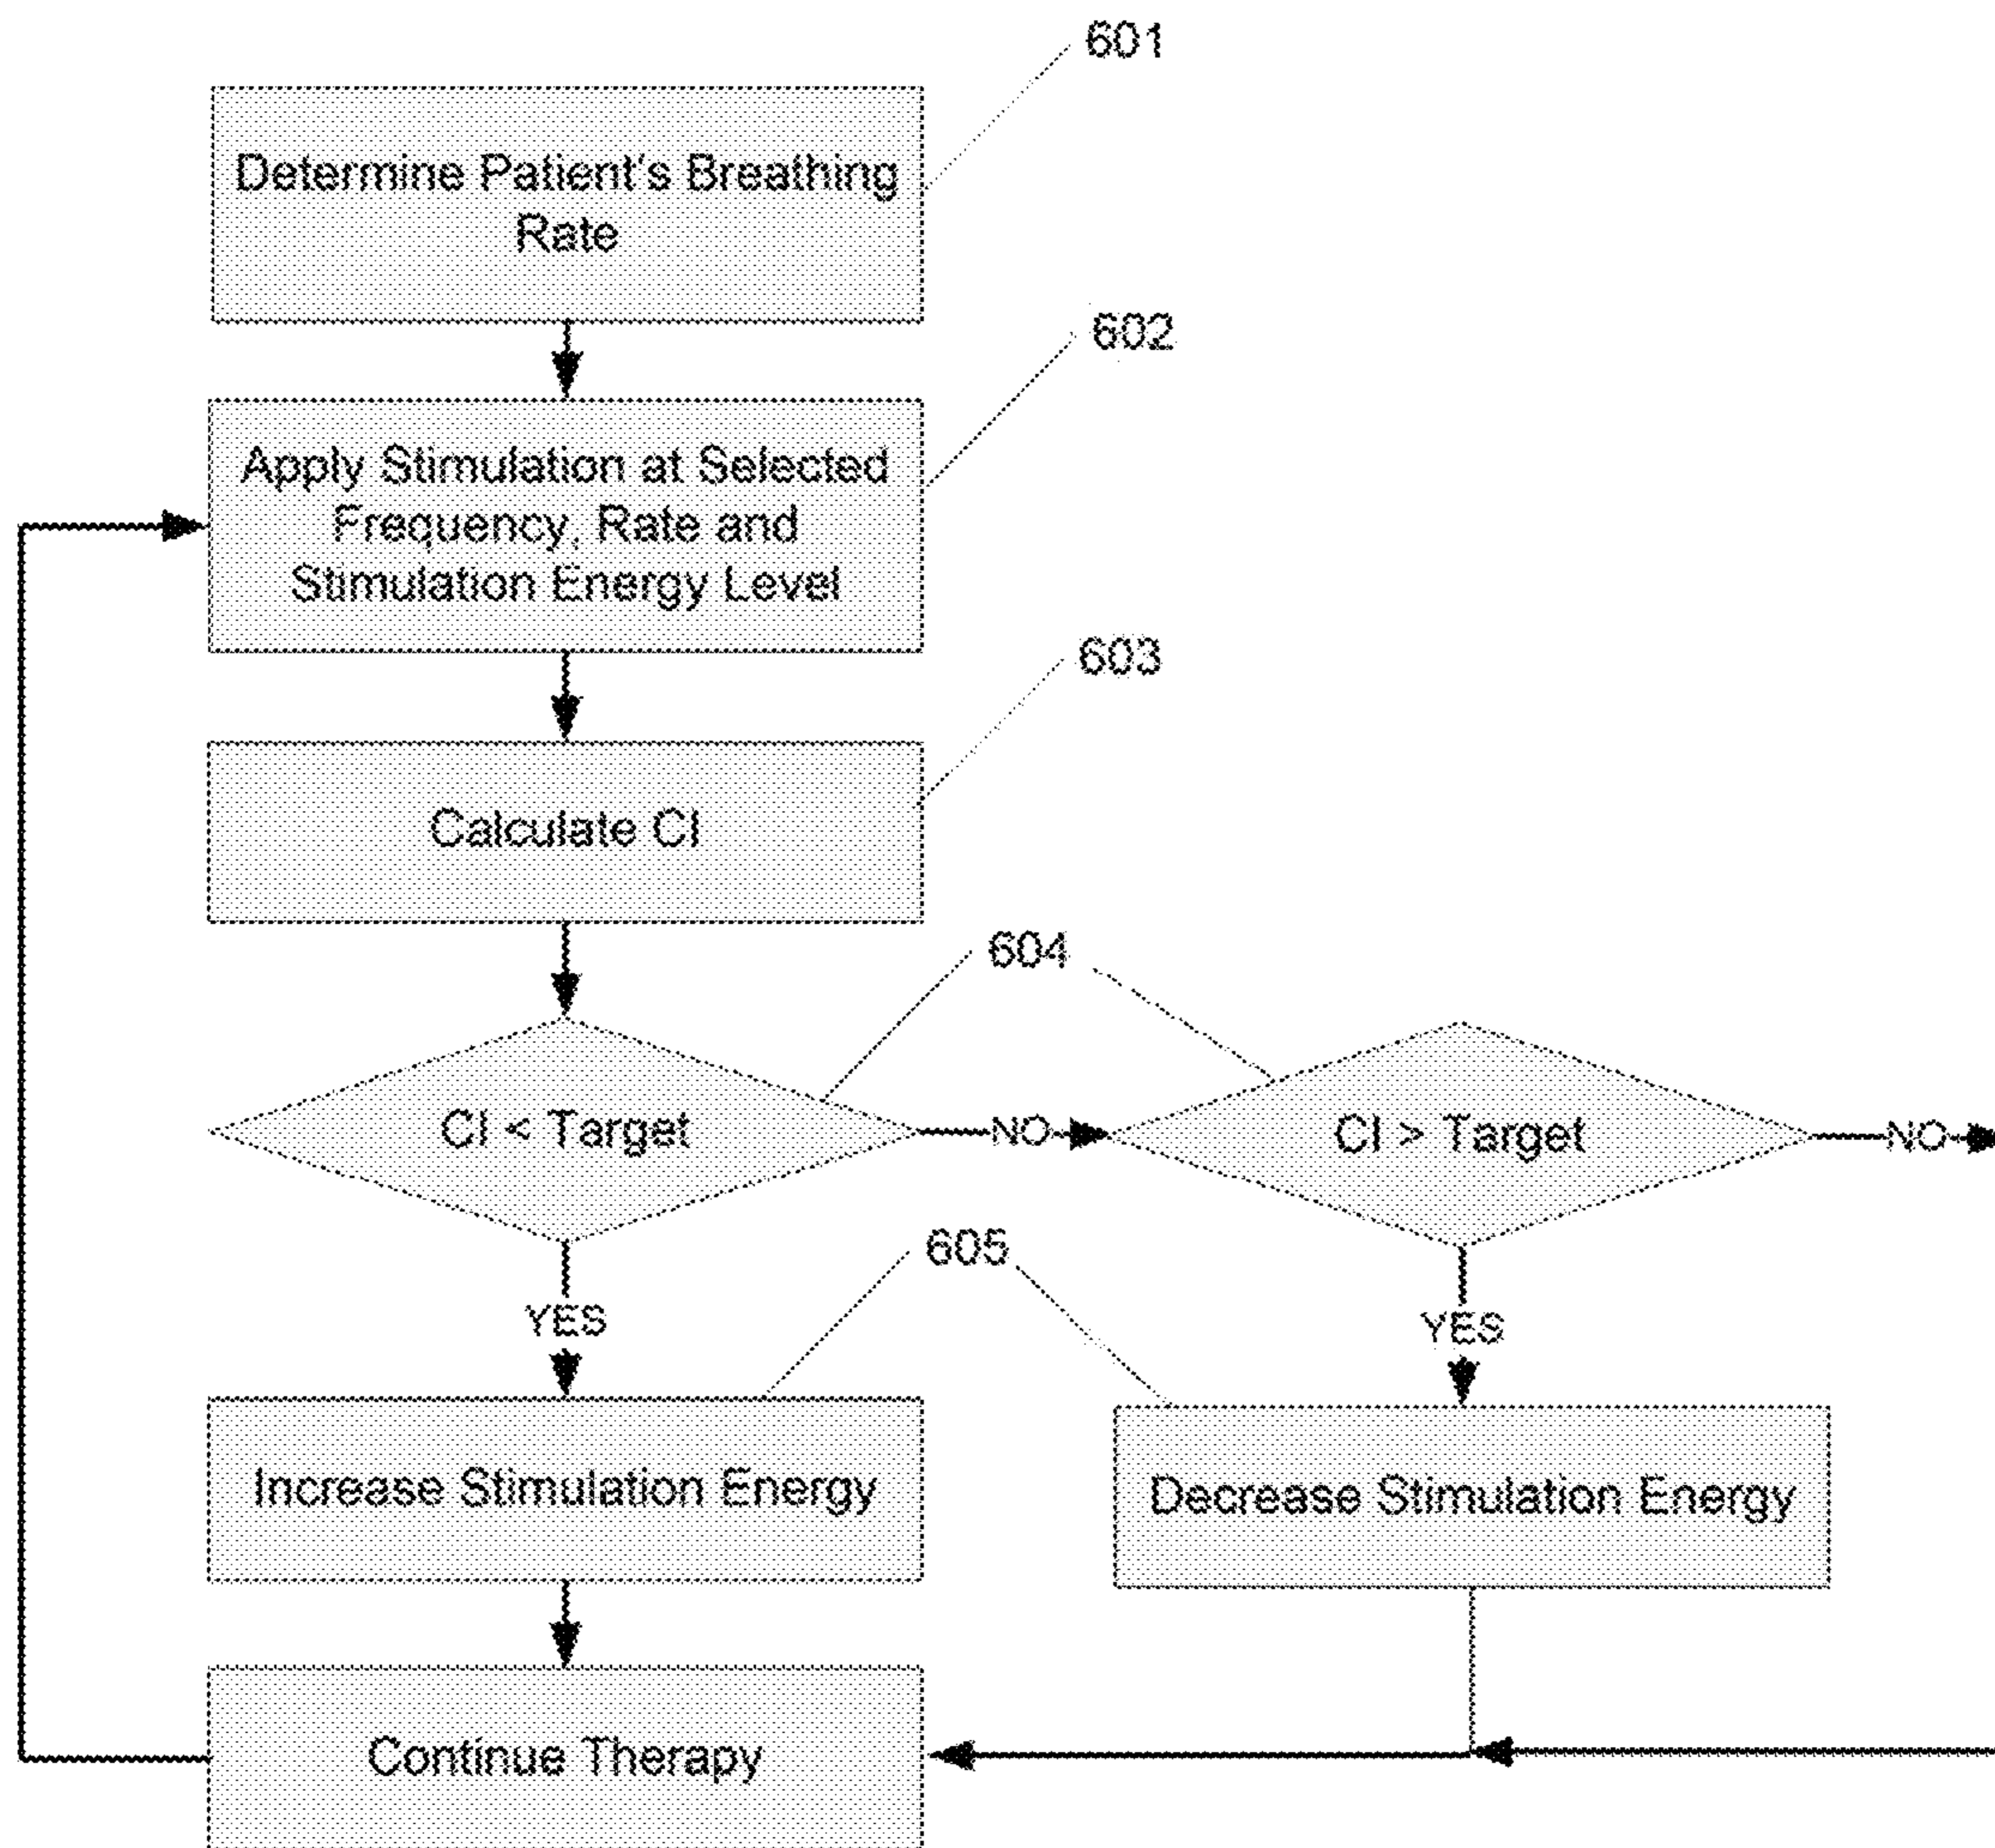 601
Determine Patient's Breathing
Rate
602
Apply Stimulation at Selected
Frequency, Rate and
Stimulation Energy Level
603
Calculate CI
604
CI < Target
NO
CI > Target
NO
605
YES
YES
Increase Stimulation Energy
Decrease Stimulation Energy
Continue Therapy